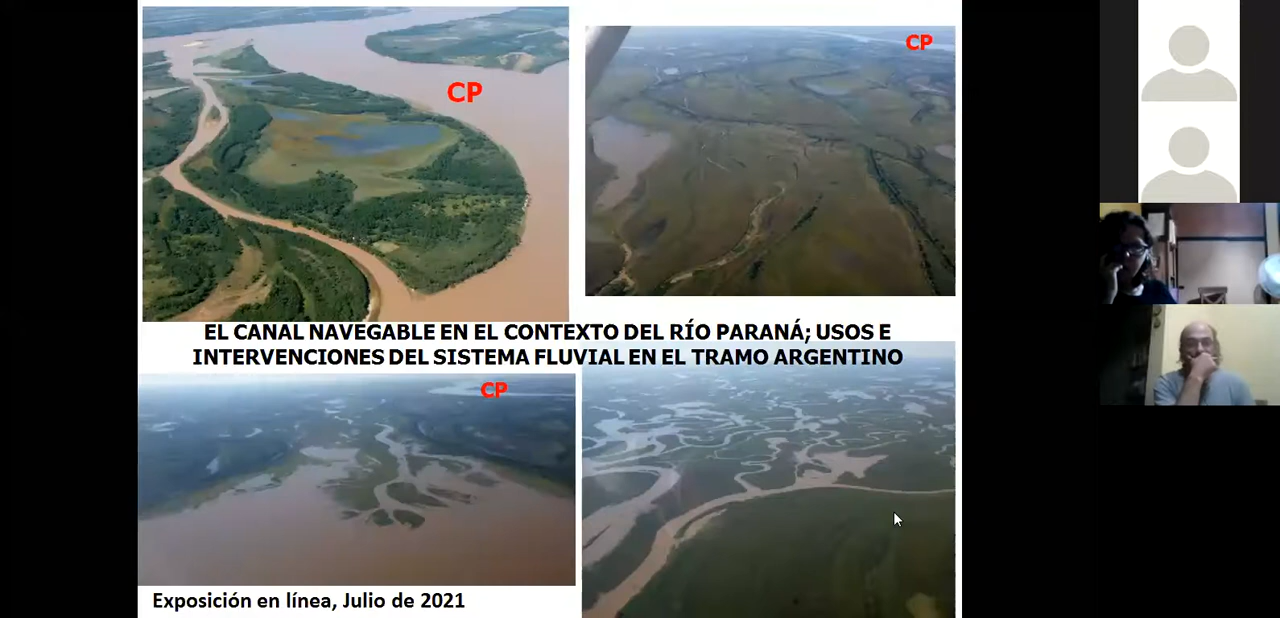 CP
CP
EL CANAL NAVEGABLE EN EL CONTEXTO DEL RÍO PARANÁ; USOS E
INTERVENCIONES DEL SISTEMA FLUVIAL EN EL TRAMO ARGENTINO
CP
Exposición en línea, Julio de 2021